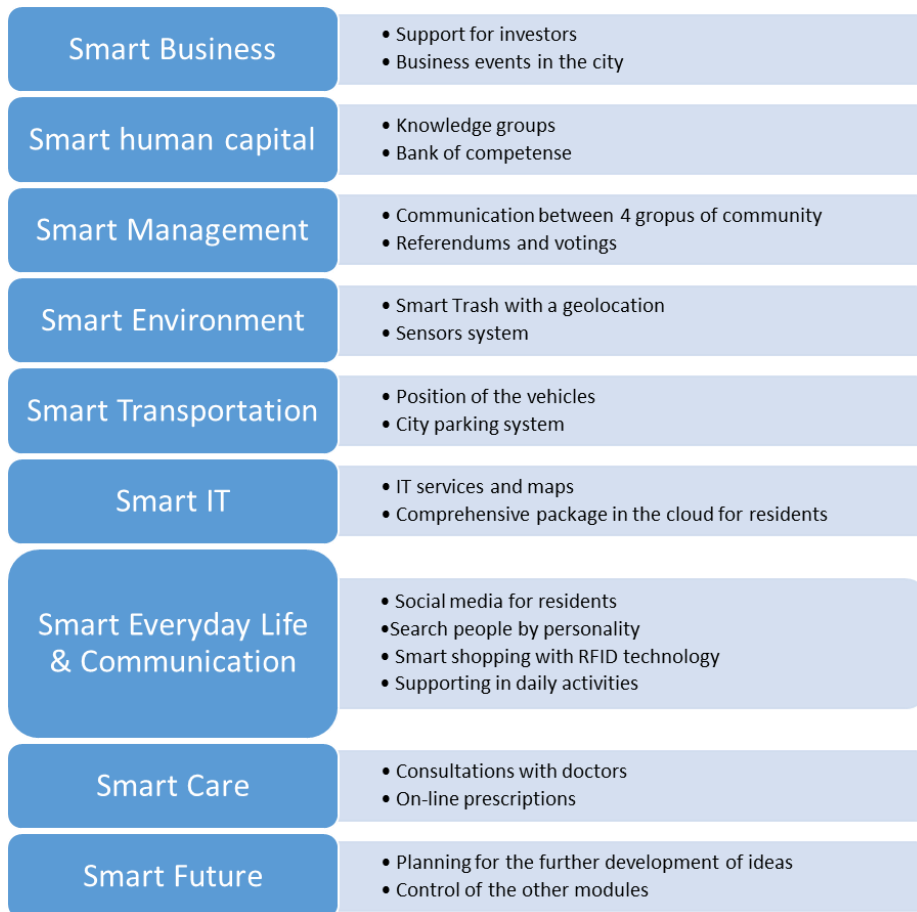 Smart Business
• Support for investors
• Business events in the city
Smart human capital
• Knowledge groups
• Bank of competense
Smart Management
• Communication between 4 gropus of community
• Referendums and votings
Smart Environment
• Smart Trash with a geolocation
• Sensors system
Smart Transportation
• Position of the vehicles
• City parking system
Smart IT
• IT services and maps
• Comprehensive package in the cloud for residents
Smart Everyday Life
& Communication
• Social media for residents
•Search people by personality
• Smart shopping with RFID technology
• Supporting in daily activities
Smart Care
• Consultations with doctors
• On-line prescriptions
Smart Future
• Planning for the further development of ideas
• Control of the other modules